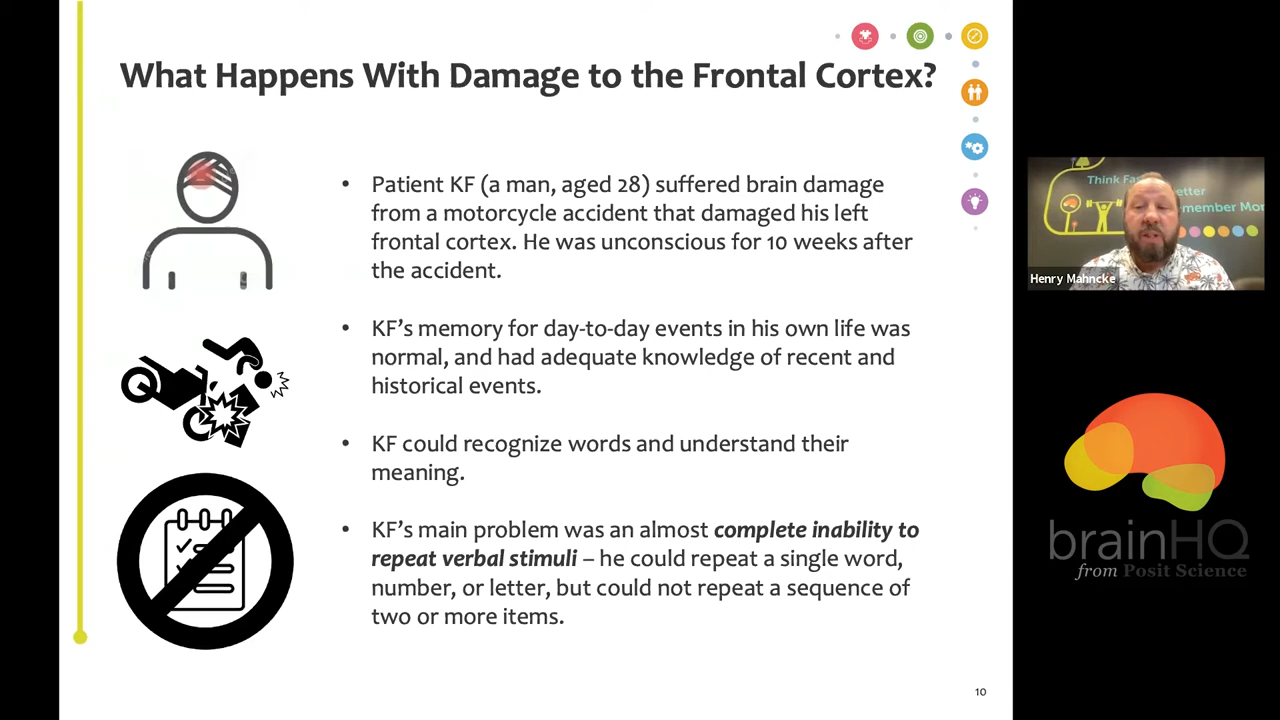 What Happens With Damage to the Frontal Cortex?
• Patient KF (a man, aged 28) suffered brain damage
from a motorcycle accident that damaged his left
frontal cortex. He was unconscious for 10 weeks after
the accident.
• KF’s memory for day-to-day events in his own life was
normal, and had adequate knowledge of recent and
historical events.
• KF could recognize words and understand their
meaning.
• KF’s main problem was an almost complete inability to
repeat verbal stimuli – he could repeat a single word,
number, or letter, but could not repeat a sequence of
two or more items.
10
Think
etter
Henry Mahncke
brainHQ
from Posit Science